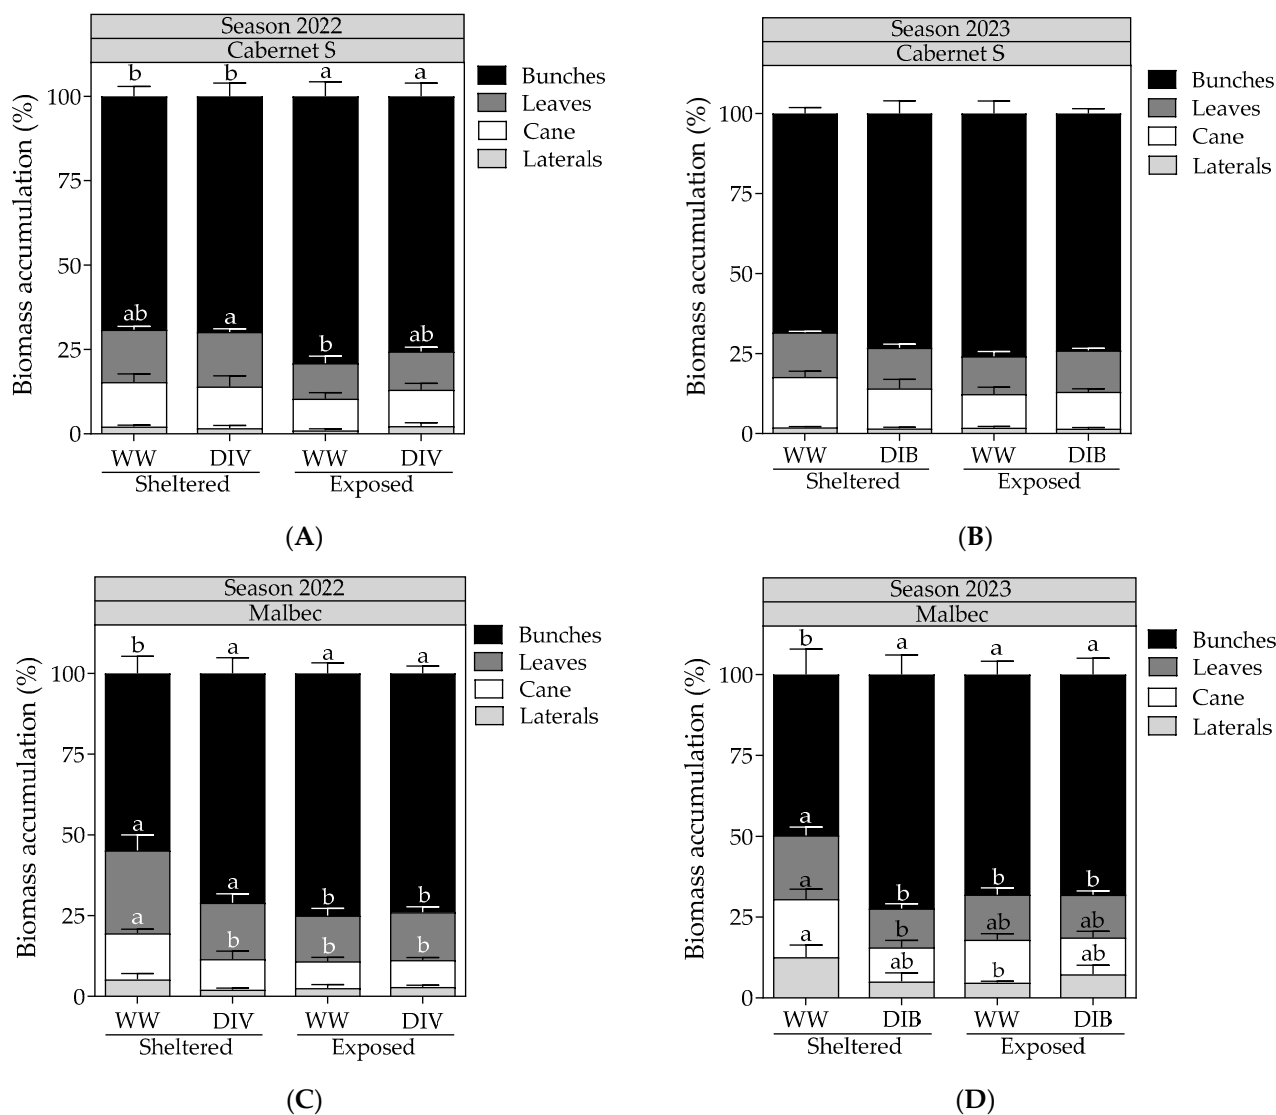 Season 2022
Cabernet S
b b a a
Bunches
Leaves
Cane
Laterals
Biomass accumulation (%)
100
75
50
25
0
ab a b ab
WW DIV WW DIV
Sheltered Exposed
(A)
Season 2023
Cabernet S
Bunches
Leaves
Cane
Laterals
Biomass accumulation (%)
100
75
50
25
0
WW DIB WW DIB
Sheltered Exposed
(B)
Season 2022
Malbec
b a a a
Bunches
Leaves
Cane
Laterals
Biomass accumulation (%)
100
75
50
25
0
a a b b
a b b b
WW DIV WW DIV
Sheltered Exposed
(C)
Season 2023
Malbec
b a a a
Bunches
Leaves
Cane
Laterals
Biomass accumulation (%)
100
75
50
25
0
a b b b
a b ab ab
a ab b ab
WW DIB WW DIB
Sheltered Exposed
(D)